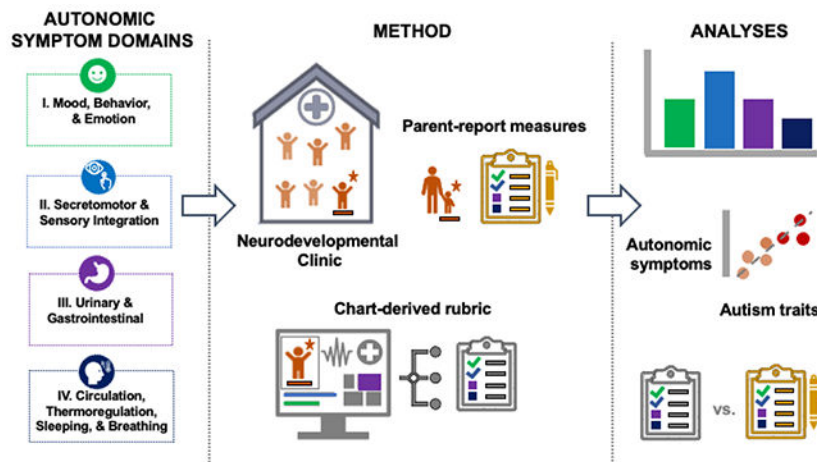 AUTONOMIC
SYMPTOM DOMAINS
I. Mood, Behavior,
& Emotion
II. Secretomotor &
Sensory Integration
III. Urinary &
Gastrointestinal
IV. Circulation,
Thermoregulation,
Sleeping, & Breathing
METHOD
Parent-report measures
Neurodevelopmental
Clinic
Chart-derived rubric
ANALYSES
Autonomic
symptoms
Autism traits
vs.